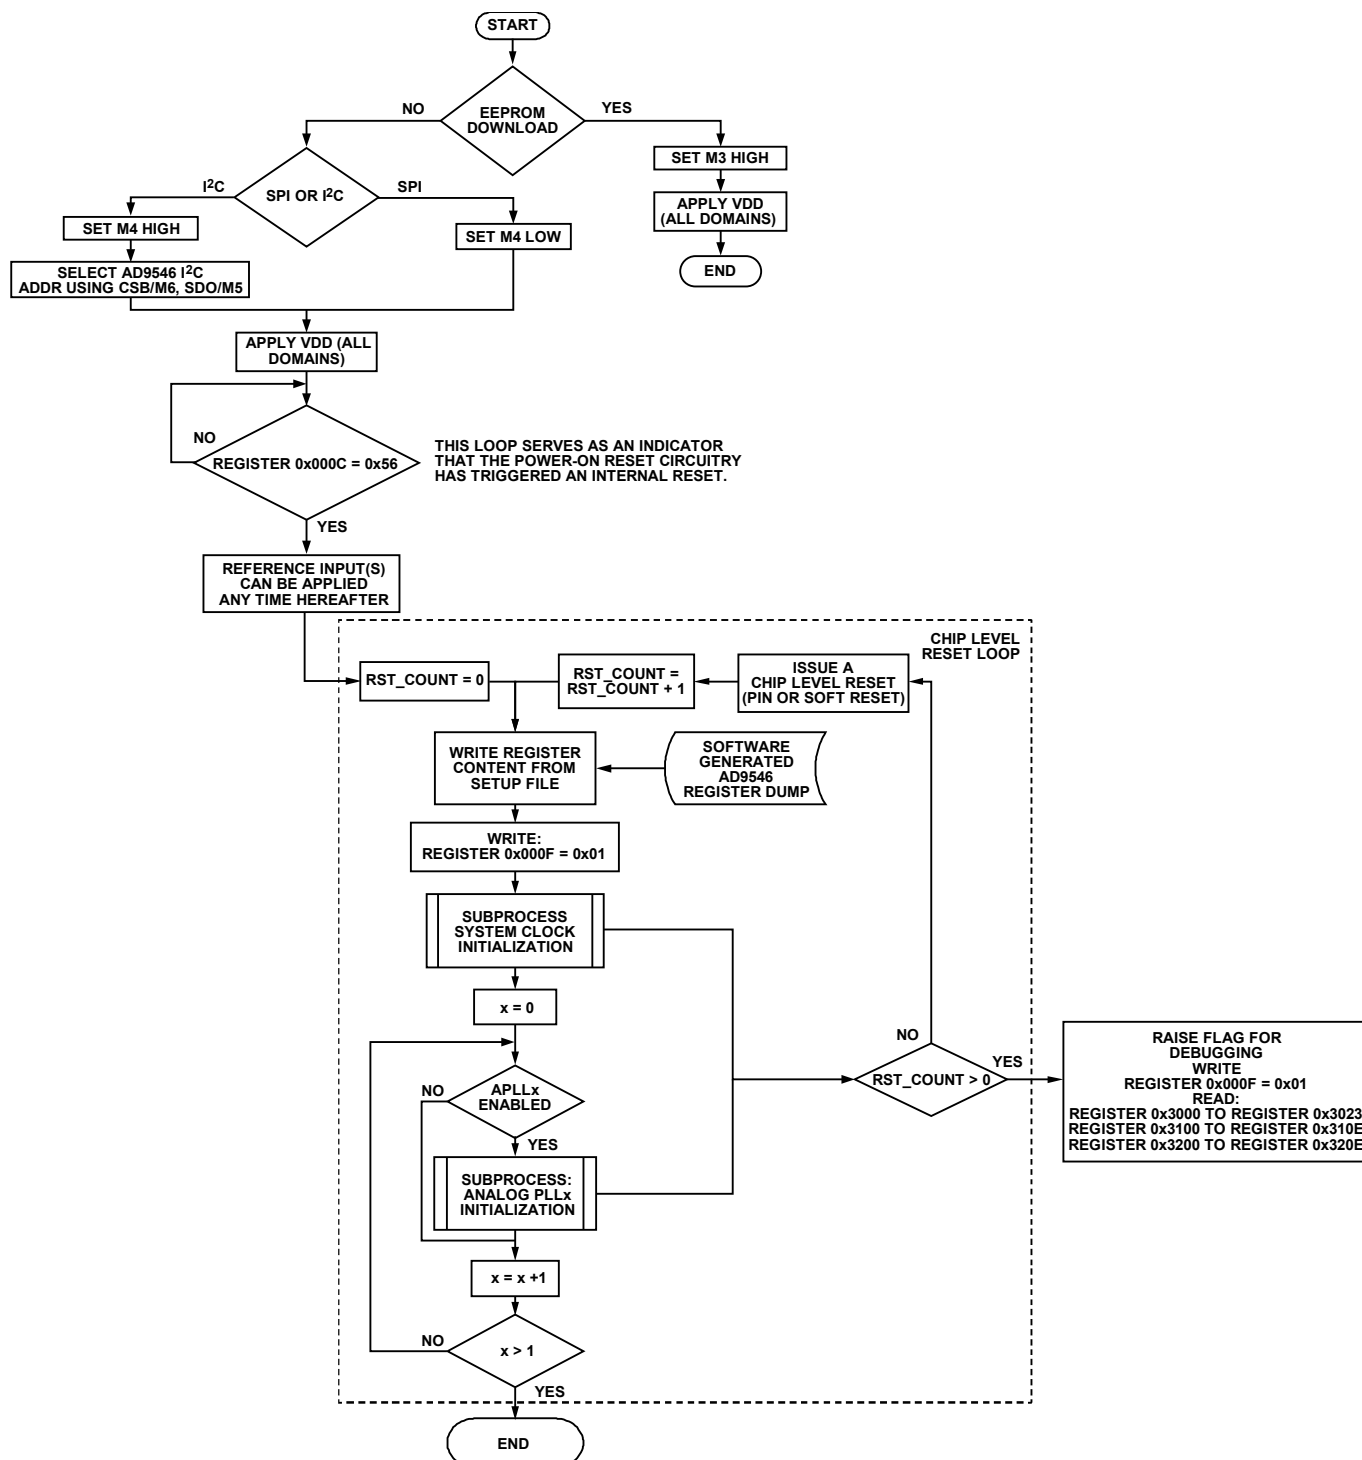 START
EEPROM
DOWNLOAD
NO
YES
SET M3 HIGH
APPLY VDD
(ALL DOMAINS)
END
SPI OR I²C
I²C
SPI
SET M4 HIGH
SET M4 LOW
SELECT AD9546 I²C
ADDR USING CSB/M6, SDO/M5
APPLY VDD (ALL
DOMAINS)
NO
REGISTER 0x000C = 0x56
YES
THIS LOOP SERVES AS AN INDICATOR
THAT THE POWER-ON RESET CIRCUITRY
HAS TRIGGERED AN INTERNAL RESET.
REFERENCE INPUT(S)
CAN BE APPLIED
ANY TIME HEREAFTER
CHIP LEVEL
RESET LOOP
RST_COUNT = 0
RST_COUNT =
RST_COUNT + 1
ISSUE A
CHIP LEVEL RESET
(PIN OR SOFT RESET)
WRITE REGISTER
CONTENT FROM
SETUP FILE
SOFTWARE
GENERATED
AD9546
REGISTER DUMP
WRITE:
REGISTER 0x000F = 0x01
SUBPROCESS
SYSTEM CLOCK
INITIALIZATION
x = 0
APLLx
ENABLED
NO
YES
SUBPROCESS:
ANALOG PLLx
INITIALIZATION
x = x +1
x > 1
NO
YES
END
RST_COUNT > 0
NO
YES
RAISE FLAG FOR
DEBUGGING
WRITE
REGISTER 0x000F = 0x01
READ:
REGISTER 0x3000 TO REGISTER 0x3023
REGISTER 0x3100 TO REGISTER 0x310E
REGISTER 0x3200 TO REGISTER 0x320E